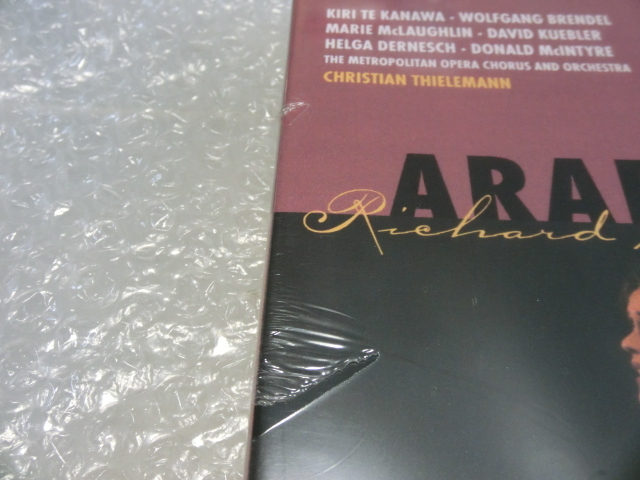 KIRI TE KANAWA - WOLFGANG BRENDEL
MARIE McLAUGHLIN - DAVID KUEBLER
HELGA DERNESCH - DONALD McINTYRE
THE METROPOLITAN OPERA CHORUS AND ORCHESTRA
CHRISTIAN THIELEMANN
ARA
Richard